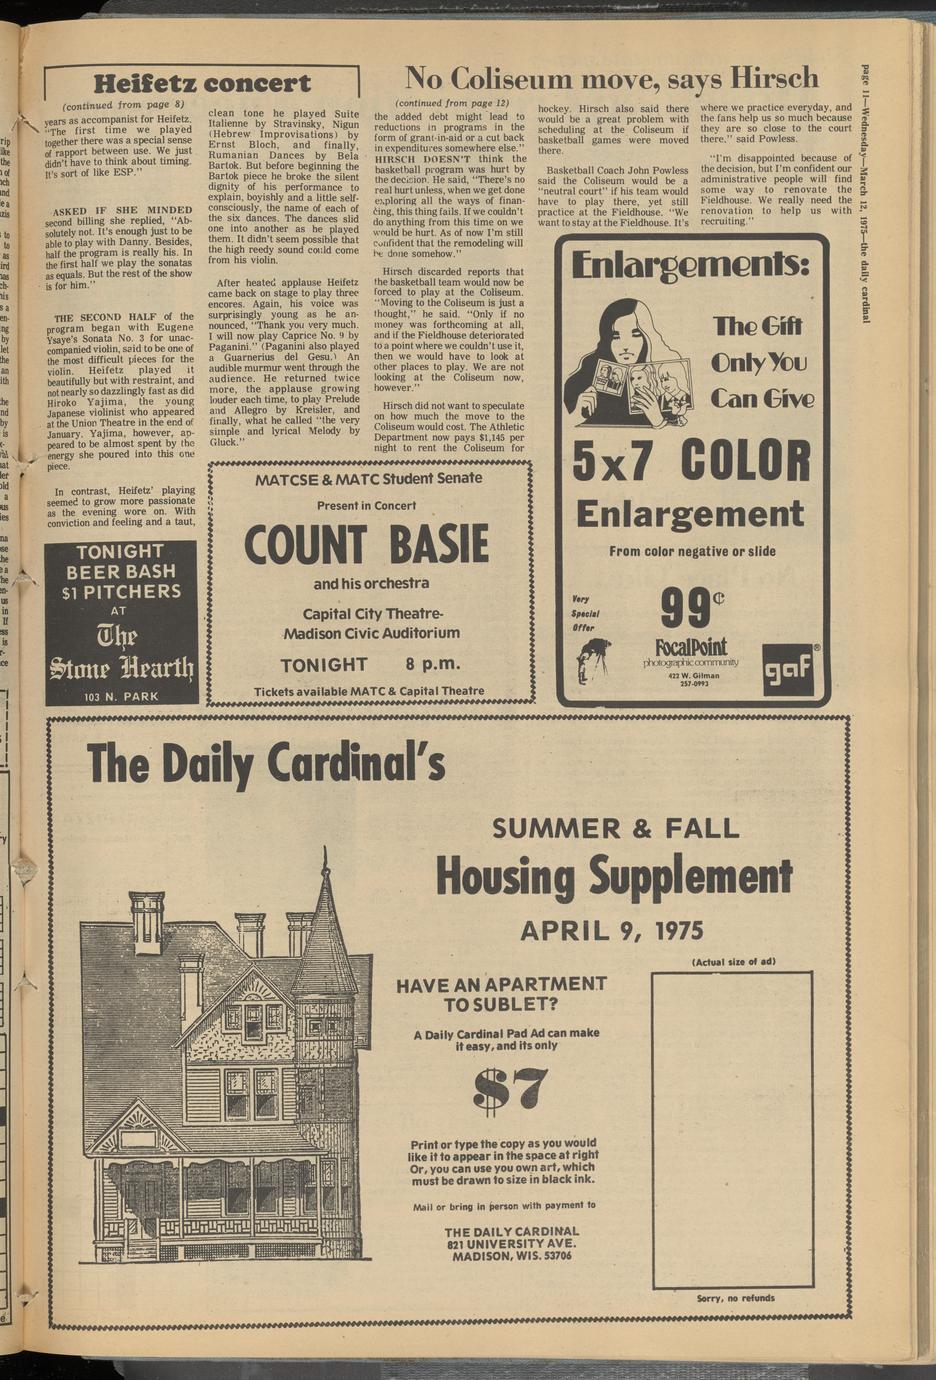 page 11—Wednesday—March 12, 1975—the daily cardinal
Heifetz concert
(continued from page 8)
years as accompanist for Heifetz.
"The first time we played
together there was a special sense
of rapport between use. We just
didn't have to think about timing.
It's sort of like ESP."
ASKED IF SHE MINDED
second billing she replied, "Ab-
solutely not. It's enough just to be
able to play with Danny. Besides,
half the program is really his. In
the first half we play the sonatas
as equals. But the rest of the show
is for him."
THE SECOND HALF of the
program began with Eugene
Ysaye's Sonata No. 3 for unac-
companied violin, said to be one of
the most difficult pieces for the
violin. Heifetz played it
beautifully but with restraint, and
not nearly so dazzlingly fast as did
Hiroko Yajima, the young
Japanese violinist who appeared
at the Union Theatre in the end of
January. Yajima, however, ap-
peared to be almost spent by the
energy she poured into this one
piece.
In contrast, Heifetz' playing
seemed to grow more passionate
as the evening wore on. With
conviction and feeling and a taut,
clean tone he played Suite
Italienne by Stravinsky, Nigun
(Hebrew Improvisations) by
Ernst Bloch, and finally,
Rumanian Dances by Bela
Bartok. But before beginning the
Bartok piece he broke the silent
dignity of his performance to
explain, boyishly and a little self-
consciously, the name of each of
the six dances. The dances slid
one into another as he played
them. It didn't seem possible that
the high reedy sound could come
from his violin.
After heated applause Heifetz
came back on stage to play three
encores. Again, his voice was
surprisingly young as he an-
nounced, "Thank you very much.
I will now play Caprice No. 9 by
Paganini." (Paganini also played
a Guarnerius del Gesu.) An
audible murmur went through the
audience. He returned twice
more, the applause growing
louder each time, to play Prelude
and Allegro by Kreisler, and
finally, what he called "the very
simple and lyrical Melody by
Gluck."
No Coliseum move, says Hirsch
(continued from page 12)
the added debt might lead to
reductions in programs in the
form of grant-in-aid or a cut back
in expenditures somewhere else."
HIRSCH DOESN'T think the
basketball program was hurt by
the decision. He said, "There's no
real hurt unless, when we get done
exploring all the ways of finan-
cing, this thing fails. If we couldn't
do anything from this time on we
would be hurt. As of now I'm still
confident that the remodeling will
be done somehow."
Hirsch discarded reports that
the basketball team would now be
forced to play at the Coliseum.
"Moving to the Coliseum is just a
thought," he said. "Only if no
money was forthcoming at all,
and if the Fieldhouse deteriorated
to a point where we couldn't use it,
then we would have to look at
other places to play. We are not
looking at the Coliseum now,
however."
Hirsch did not want to speculate
on how much the move to the
Coliseum would cost. The Athletic
Department now pays $1,145 per
night to rent the Coliseum for
hockey. Hirsch also said there
would be a great problem with
scheduling at the Coliseum if
basketball games were moved
there.
Basketball Coach John Powless
said the Coliseum would be a
"neutral court" if his team would
have to play there, yet still
practice at the Fieldhouse. "We
want to stay at the Fieldhouse. It's
where we practice everyday, and
the fans help us so much because
they are so close to the court
there," said Powless.
"I'm disappointed because of
the decision, but I'm confident our
administrative people will find
some way to renovate the
Fieldhouse. We really need the
renovation to help us with
recruiting."
TONIGHT
BEER BASH
$1 PITCHERS
AT
The
Stone Hearth
103 N. PARK
MATCSE & MATC Student Senate
Present in Concert
COUNT BASIE
and his orchestra
Capital City Theatre-
Madison Civic Auditorium
TONIGHT 8 p.m.
Tickets available MATC & Capital Theatre
Enlargements:
The Gift
Only You
Can Give
5x7 COLOR
Enlargement
From color negative or slide
Very
Special
Offer
99¢
FocalPoint
photographic community
422 W. Gilman
257-0993
gaf®
The Daily Cardinal's
SUMMER & FALL
Housing Supplement
APRIL 9, 1975
(Actual size of ad)
HAVE AN APARTMENT
TO SUBLET?
A Daily Cardinal Pad Ad can make
it easy, and its only
$7
Print or type the copy as you would
like it to appear in the space at right
Or, you can use you own art, which
must be drawn to size in black ink.
Mail or bring in person with payment to
THE DAILY CARDINAL
821 UNIVERSITY AVE.
MADISON, WIS. 53706
Sorry, no refunds